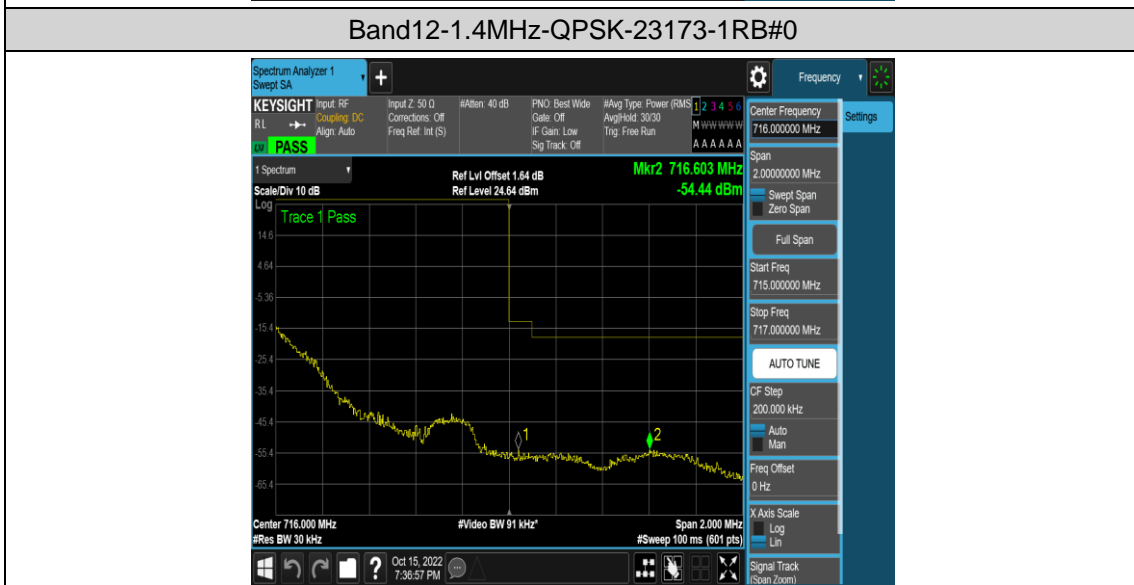 Band12-1.4MHz-QPSK-23173-1RB#0
Spectrum Analyzer 1
Swept SA
Frequency
KEYSIGHT
Input: RF
Input Z: 50 Ω
#Atten: 40 dB
PNO: Best Wide
#Avg Type: Power (RMS
1 2 3 4 5 6
RL
Coupling: DC
Corrections: Off
Gate: Off
Avg|Hold: 30/30
M W W W W W
Align: Auto
Freq Ref: Int (S)
IF Gain: Low
Trig: Free Run
Sig Track: Off
A A A A A A
PASS
1 Spectrum
Ref Lvl Offset 1.64 dB
Mkr2 716.603 MHz
Scale/Div 10 dB
Ref Level 24.64 dBm
-54.44 dBm
Log
Trace 1 Pass
14.6
4.64
-5.36
-15.4
-25.4
-35.4
-45.4
-55.4
-65.4
1
2
Center 716.000 MHz
#Video BW 91 kHz*
Span 2.000 MHz
#Res BW 30 kHz
#Sweep 100 ms (601 pts)
Center Frequency
716.000000 MHz
Settings
Span
2.00000000 MHz
Swept Span
Zero Span
Full Span
Start Freq
715.000000 MHz
Stop Freq
717.000000 MHz
AUTO TUNE
CF Step
200.000 kHz
Auto
Man
Freq Offset
0 Hz
X Axis Scale
Log
Lin
Signal Track
(Span Zoom)
?
Oct 15, 2022
7:36:57 PM